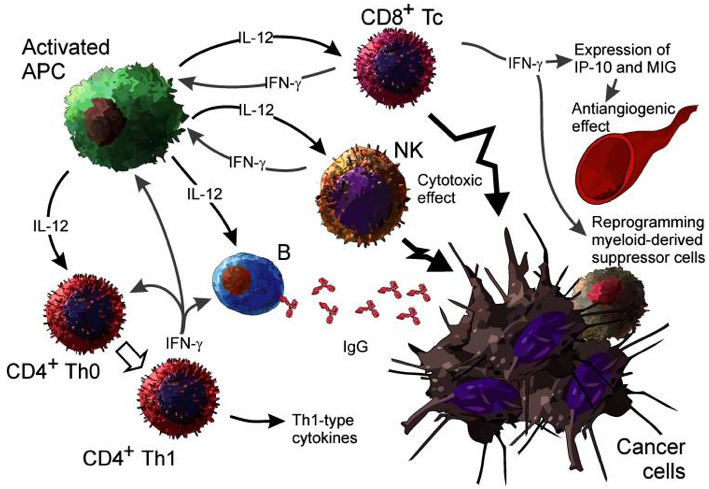 CD8⁺ Tc
Activated
APC
IL-12
IFN-γ
IFN-γ
Expression of
IP-10 and MIG
IL-12
Antiangiogenic
effect
IFN-γ
NK
Cytotoxic
effect
IL-12
IL-12
Reprogramming
myeloid-derived
suppressor cells
B
IFN-γ
IgG
CD4⁺ Th0
CD4⁺ Th1
Th1-type
cytokines
Cancer
cells